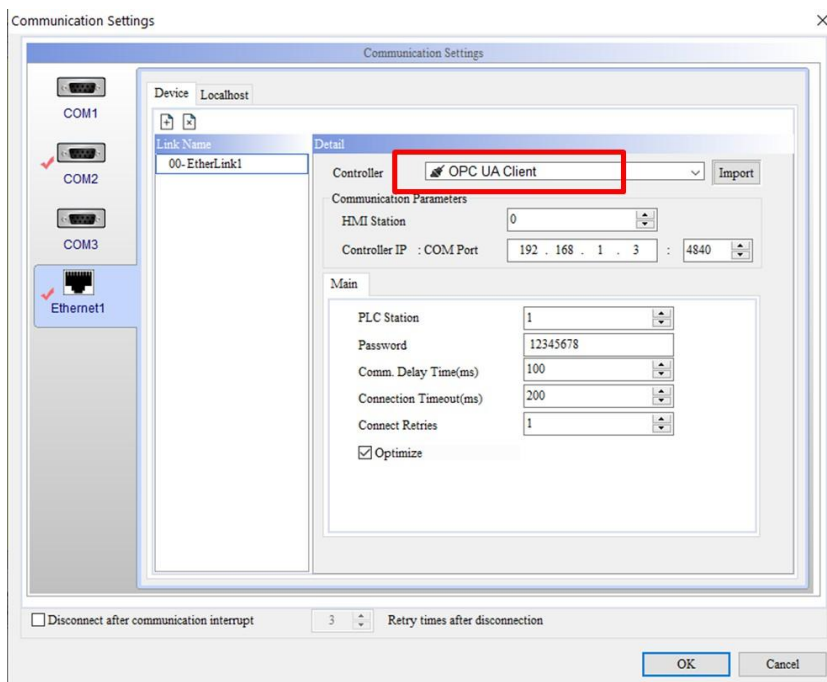 Communication Settings
Communication Settings
COM1
COM2
COM3
Ethernet1
Device Localhost
Link Name
00- EtherLink1
Detail
Controller OPC UA Client Import
Communication Parameters
HMI Station 0
Controller IP : COM Port 192 . 168 . 1 . 3 : 4840
Main
PLC Station 1
Password 12345678
Comm. Delay Time(ms) 100
Connection Timeout(ms) 200
Connect Retries 1
Optimize
Disconnect after communication interrupt 3 Retry times after disconnection
OK Cancel